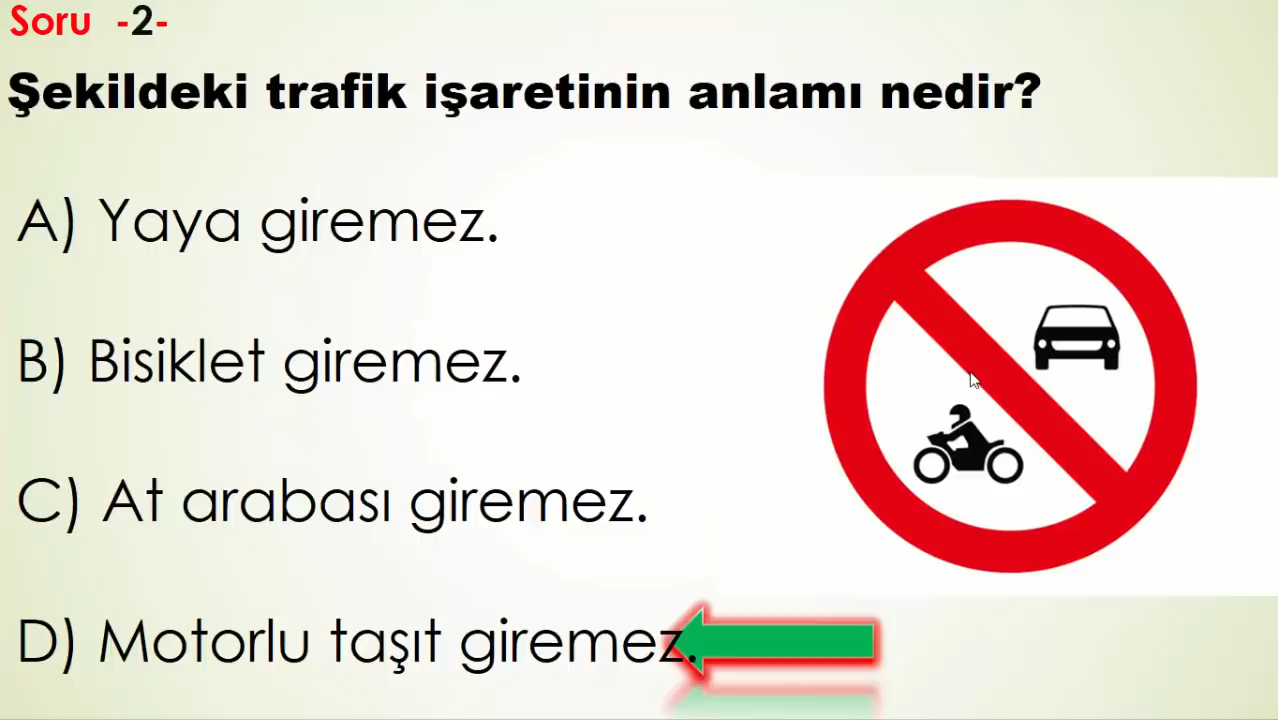 Soru -2-
Şekildeki trafik işaretinin anlamı nedir?
A) Yaya giremez.
B) Bisiklet giremez.
C) At arabası giremez.
D) Motorlu taşıt giremez.